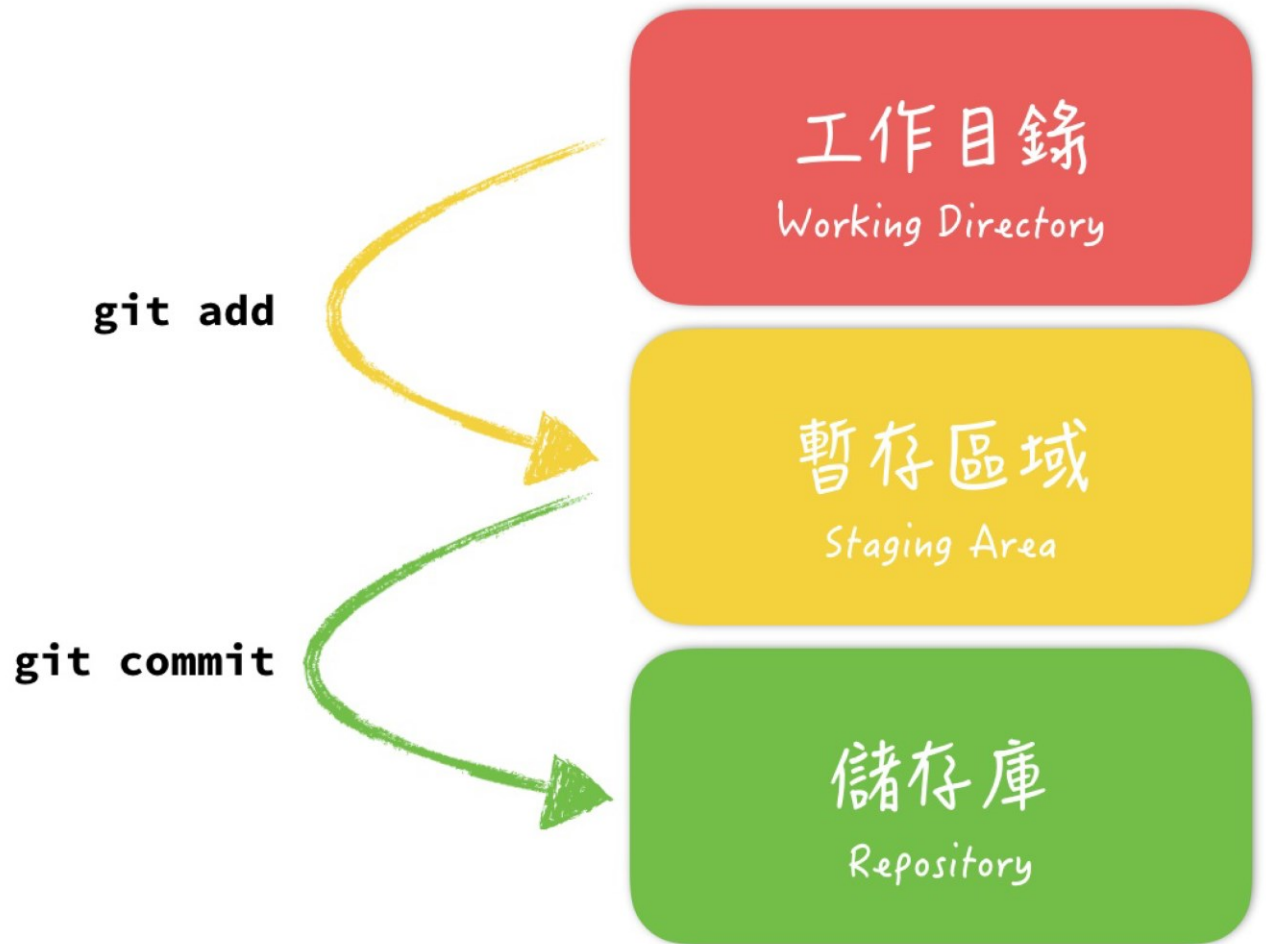 工作目錄
Working Directory
git add
暫存區域
Staging Area
git commit
儲存庫
Repository